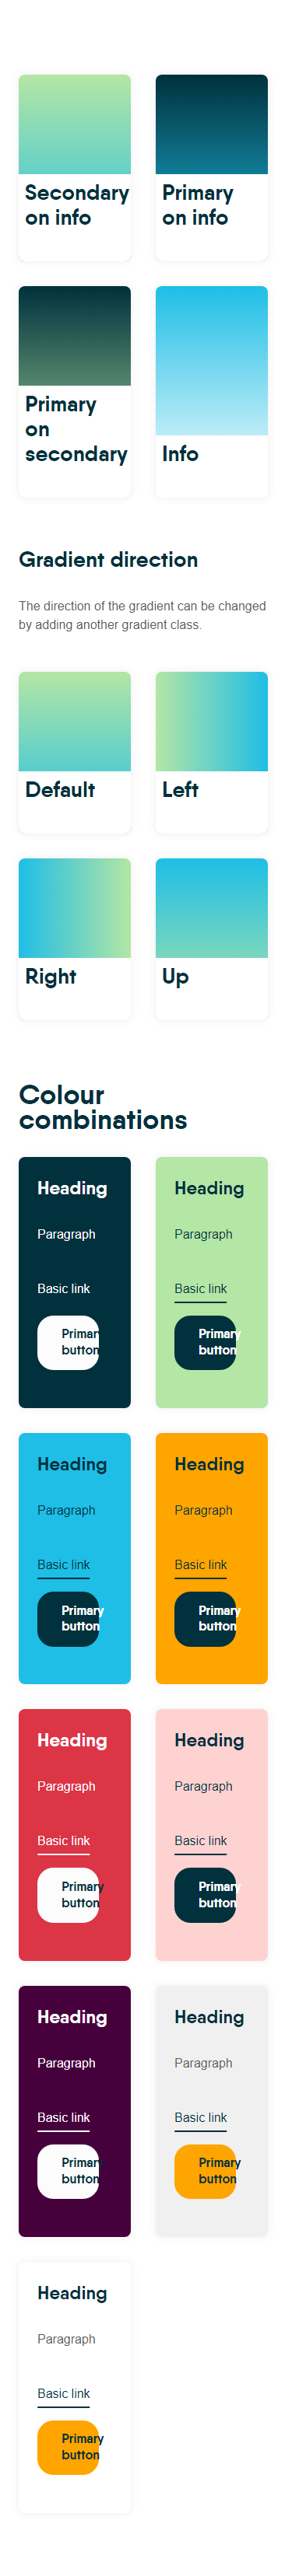 Secondary
on info
Primary
on info
Primary
on
secondary
Info
Gradient direction
The direction of the gradient can be changed
by adding another gradient class.
Default
Left
Right
Up
Colour
combinations
Heading
Paragraph
Basic link
Primary
button
Heading
Paragraph
Basic link
Primary
button
Heading
Paragraph
Basic link
Primary
button
Heading
Paragraph
Basic link
Primary
button
Heading
Paragraph
Basic link
Primary
button
Heading
Paragraph
Basic link
Primary
button
Heading
Paragraph
Basic link
Primary
button
Heading
Paragraph
Basic link
Primary
button
Heading
Paragraph
Basic link
Primary
button